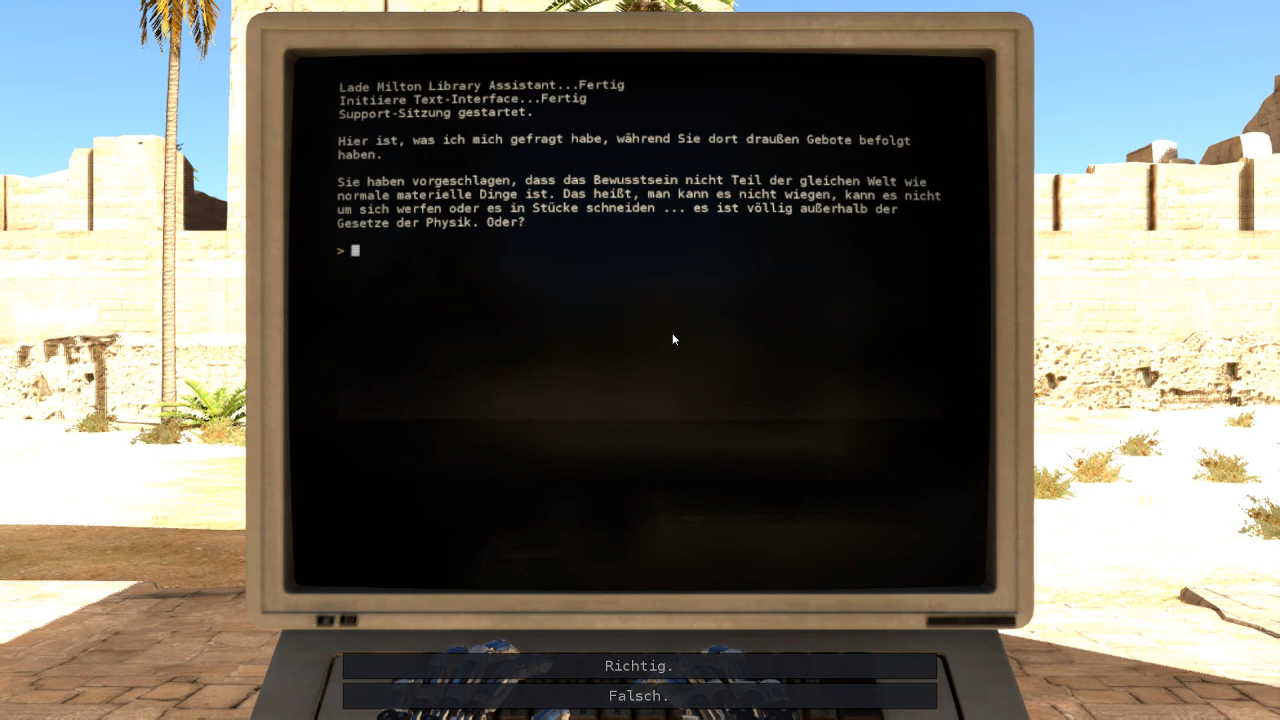 Lade Milton Library Assistant...Fertig
Initiiere Text-Interface...Fertig
Support-Sitzung gestartet.
Hier ist, was ich mich gefragt habe, während Sie dort draußen Gebote befolgt
haben.
Sie haben vorgeschlagen, dass das Bewusstsein nicht Teil der gleichen Welt wie
normale materielle Dinge ist. Das heißt, man kann es nicht wiegen, kann es nicht
um sich werfen oder es in Stücke schneiden ... es ist völlig außerhalb der
Gesetze der Physik. Oder?
>
Richtig.
Falsch.